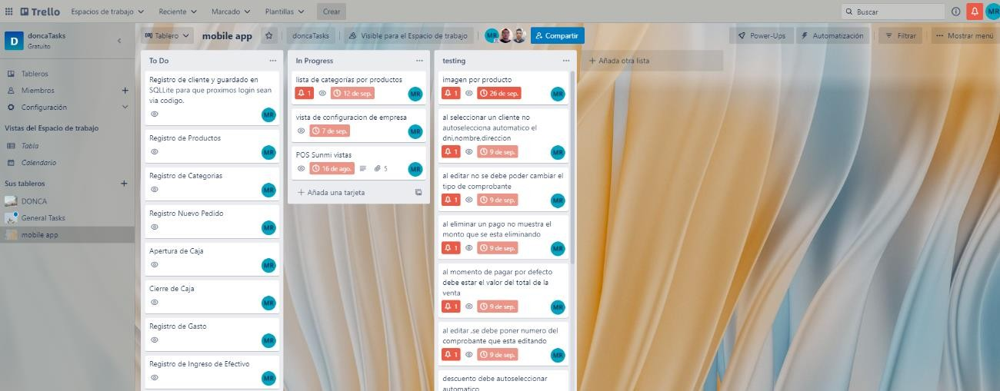 Trello
Espacios de trabajo
Reciente
Marcado
Plantillas
Crear
Buscar
MR
D
doncaTasks
Gratuito
Tableros
Miembros
Configuración
Vistas del Espacio de trabajo
Tabla
Calendario
Sus tableros
DONCA
General Tasks
mobile app
Tablero
mobile app
doncaTasks
Visible para el Espacio de trabajo
MR
Compartir
Power-Ups
Automatización
Filtrar
Mostrar menú
To Do
Registro de cliente y guardado en
SQLLite para que proximos login sean
via codigo.
MR
Registro de Productos
MR
Registro de Categorias
MR
Registro Nuevo Pedido
MR
Apertura de Caja
MR
Cierre de Caja
MR
Registro de Gasto
MR
Registro de Ingreso de Efectivo
MR
In Progress
lista de categorías por productos
1 12 de sep.
MR
vista de configuracion de empresa
7 de sep.
MR
POS Sunmi vistas
16 de ago. 5
MR
+ Añada una tarjeta
testing
imagen por producto
1 26 de sep.
MR
al seleccionar un cliente no
autoselecciona automatico el
dni,nombre,direccion
1 9 de sep.
MR
al editar no se debe poder cambiar el
tipo de comprobante
1 9 de sep.
MR
al eliminar un pago no muestra el
monto que se esta eliminando
1 9 de sep.
MR
al momento de pagar por defecto
debe estar el valor del total de la
venta
1 9 de sep.
MR
al editar ,se debe poner numero del
comprobante que esta editando
1 9 de sep.
MR
descuento debe autoseleccionar
automatico
+ Añada otra lista